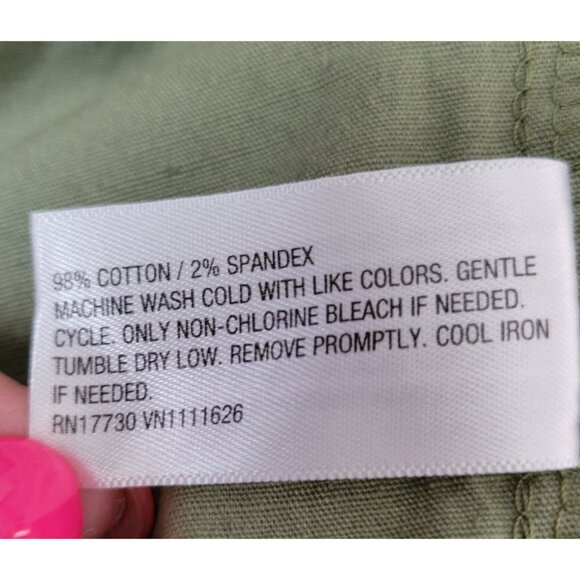 98% COTTON / 2% SPANDEX
MACHINE WASH COLD WITH LIKE COLORS. GENTLE
CYCLE. ONLY NON-CHLORINE BLEACH IF NEEDED.
TUMBLE DRY LOW. REMOVE PROMPTLY. COOL IRON
IF NEEDED.
RN17730 VN1111626